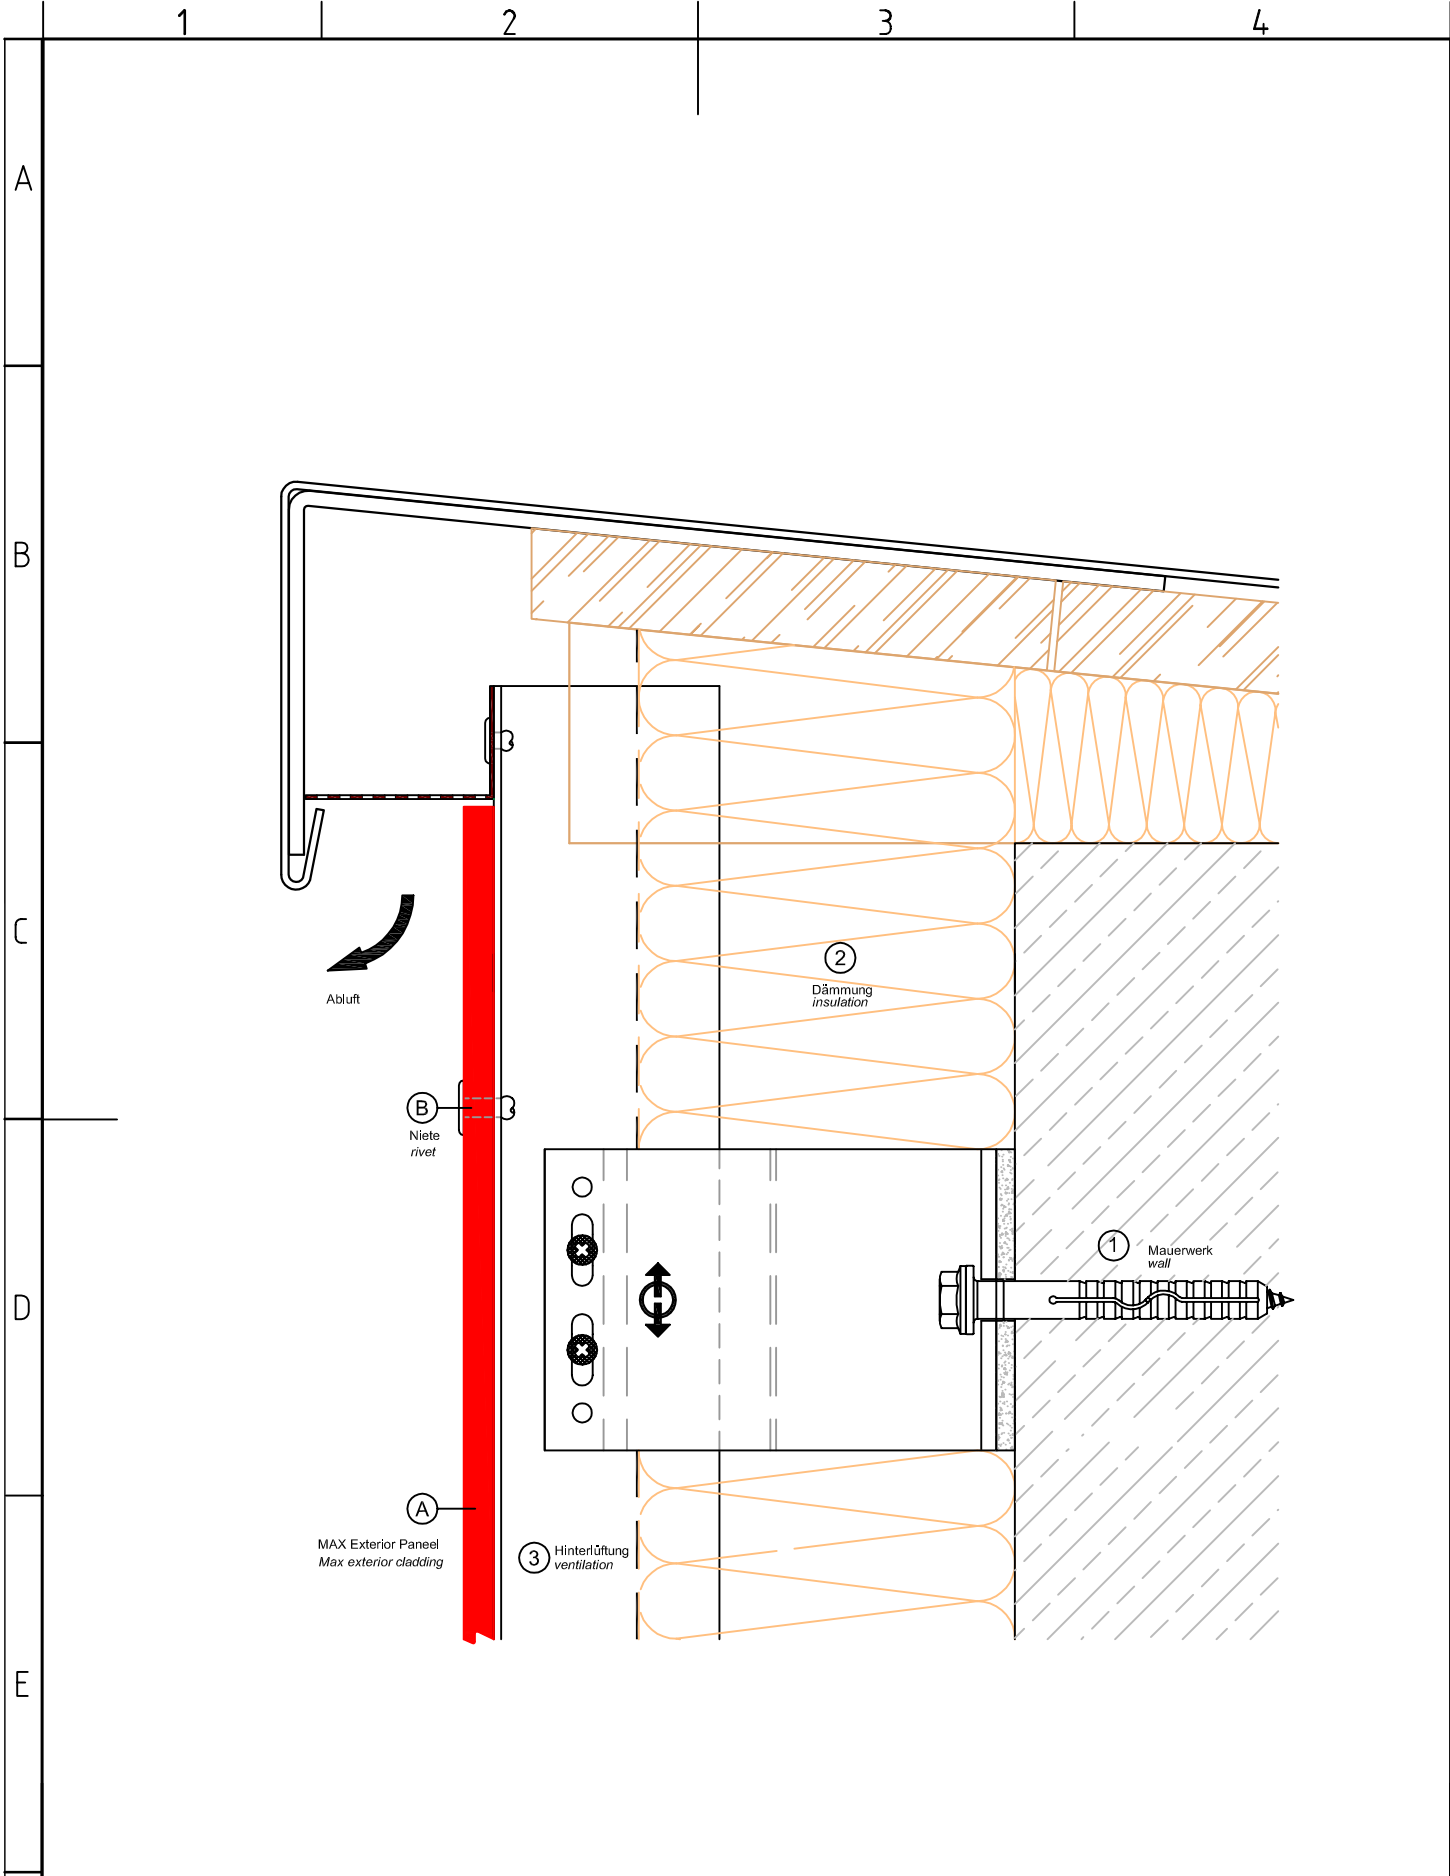 1 2 3 4
A
B
C
2
Dämmung
insulation
Abluft
B
Niete
rivet
1 Mauerwerk
wall
D
A
MAX Exterior Paneel
Max exterior cladding
3 Hinterlüftung
ventilation
E